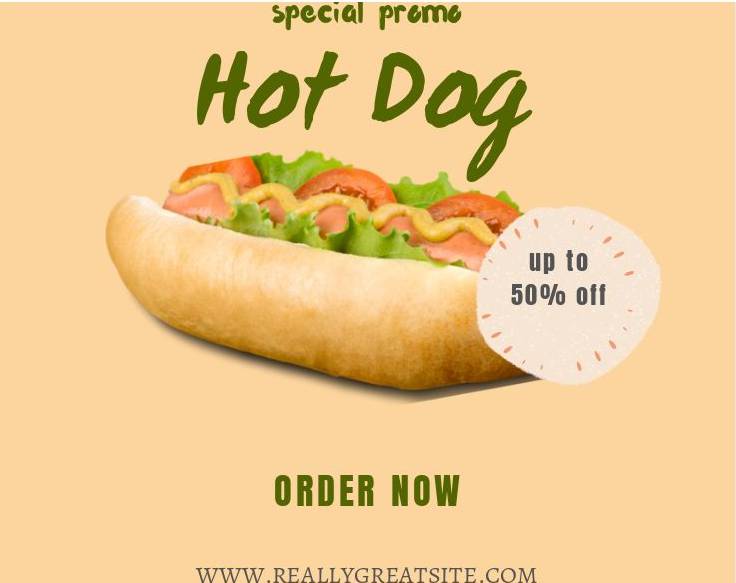 special promo
Hot Dog
up to
50% off
ORDER NOW
WWW.REALLYGREATSITE.COM